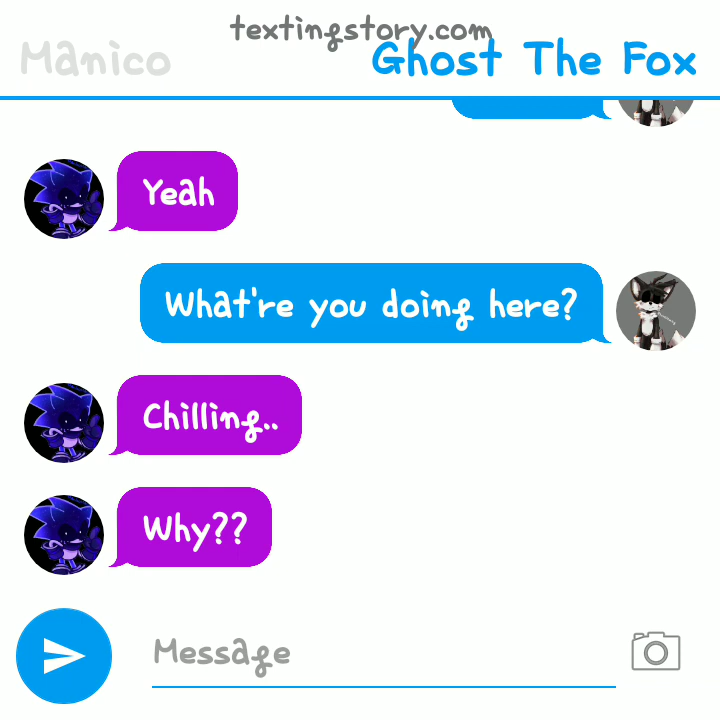 textingstory.com
Manico
Ghost The Fox
Yeah
What're you doing here?
Chilling..
Why??
Message